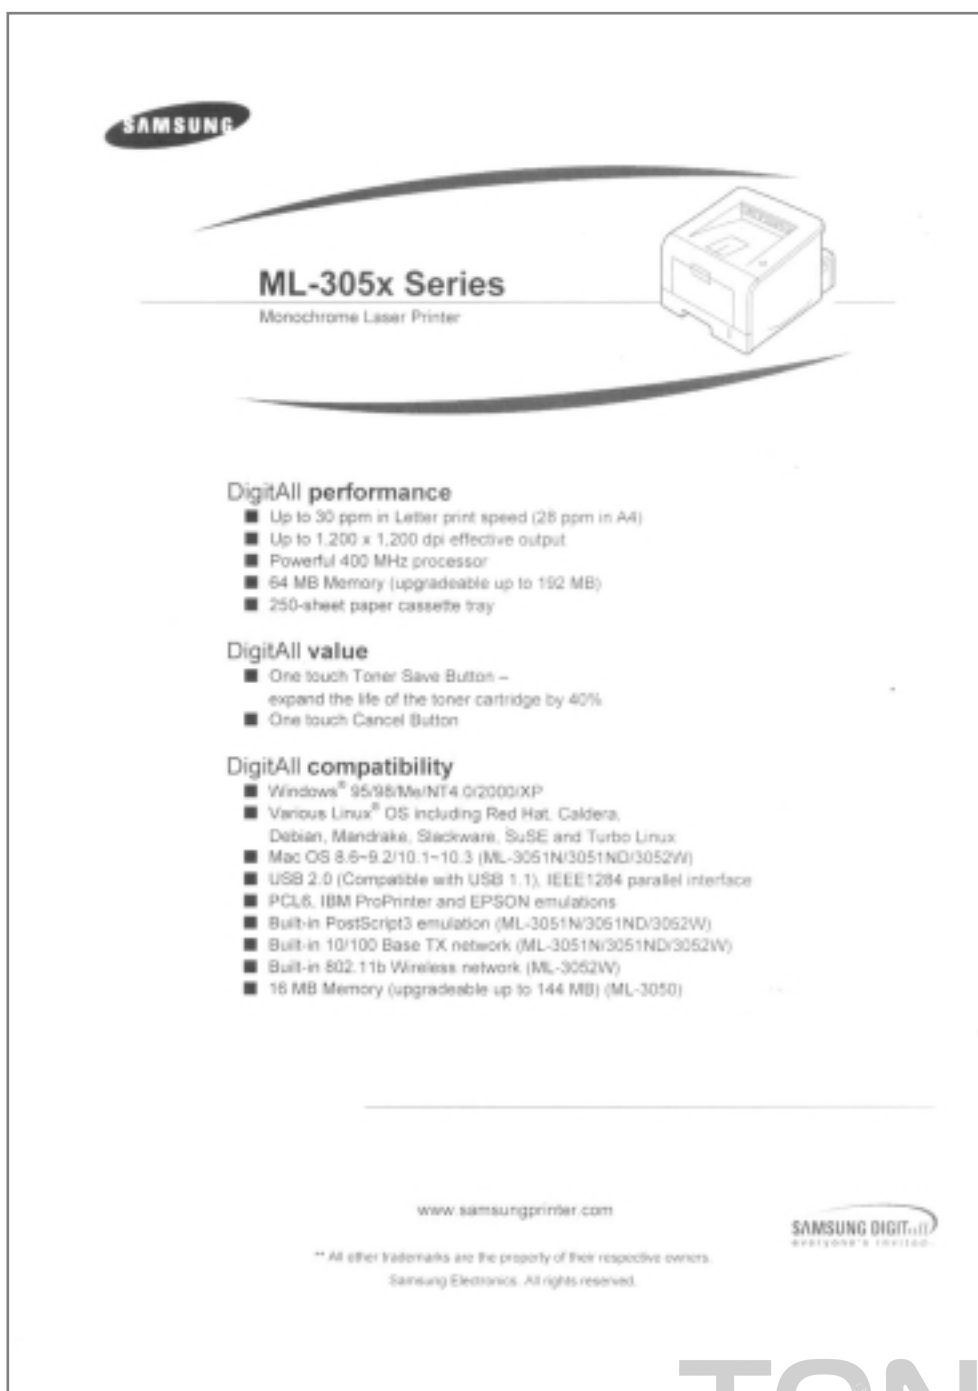 SAMSUNG
ML-305x Series
Monochrome Laser Printer
DigitAll performance
■ Up to 30 ppm in Letter print speed (28 ppm in A4)
■ Up to 1,200 x 1,200 dpi effective output
■ Powerful 400 MHz processor
■ 64 MB Memory (upgradeable up to 192 MB)
■ 250-sheet paper cassette tray
DigitAll value
■ One touch Toner Save Button –
expand the life of the toner cartridge by 40%
■ One touch Cancel Button
DigitAll compatibility
■ Windows® 95/98/Me/NT4.0/2000/XP
■ Various Linux® OS including Red Hat, Caldera,
Debian, Mandrake, Slackware, SuSE and Turbo Linux
■ Mac OS 8.6~9.2/10.1~10.3 (ML-3051N/3051ND/3052W)
■ USB 2.0 (Compatible with USB 1.1), IEEE1284 parallel interface
■ PCL6, IBM ProPrinter and EPSON emulations
■ Built-in PostScript3 emulation (ML-3051N/3051ND/3052W)
■ Built-in 10/100 Base TX network (ML-3051N/3051ND/3052W)
■ Built-in 802.11b Wireless network (ML-3052W)
■ 16 MB Memory (upgradeable up to 144 MB) (ML-3050)
www.samsungprinter.com
SAMSUNG DIGITall
everyone's invited.
** All other trademarks are the property of their respective owners.
Samsung Electronics. All rights reserved.